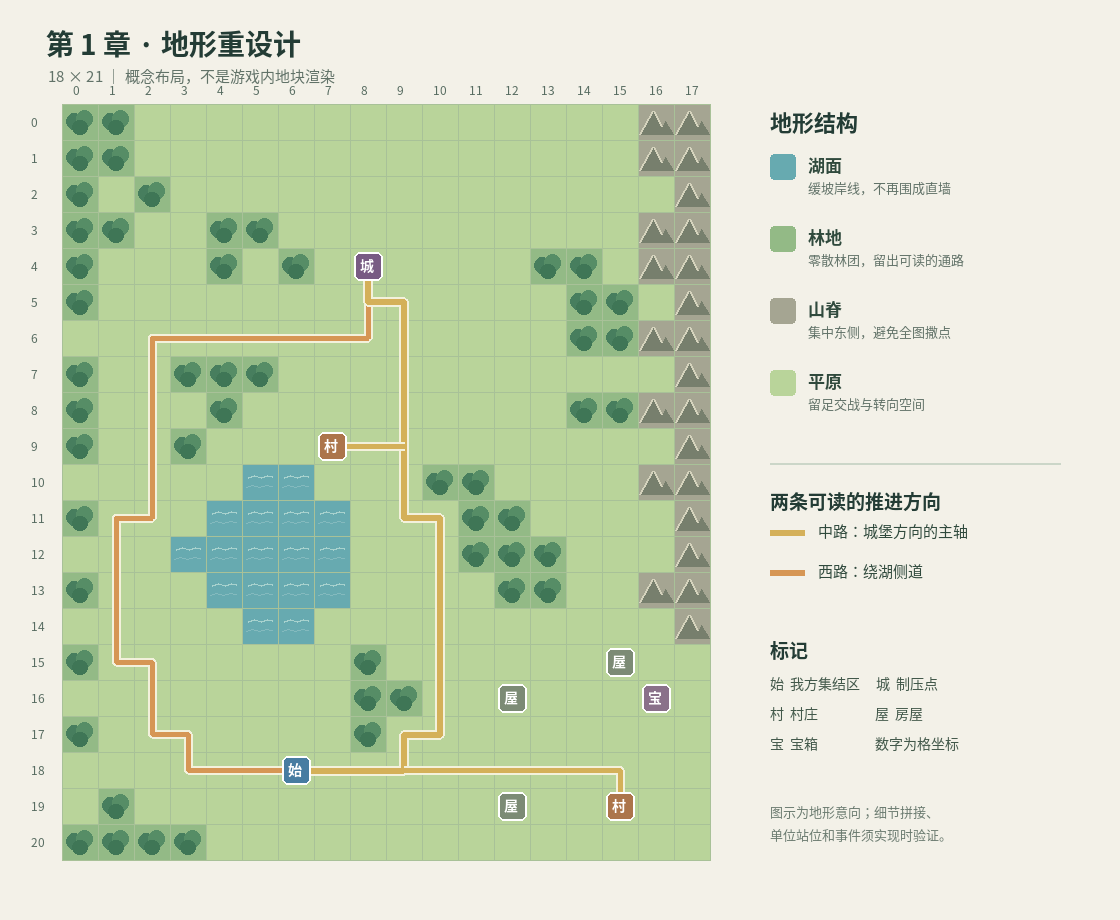 第 1 章 · 地形重设计
18 × 21 ｜ 概念布局，不是游戏内地块渲染
0 1 2 3 4 5 6 7 8 9 10 11 12 13 14 15 16 17
0
1
2
3
4
城
5
6
7
8
9
村
10
11
12
13
14
15
屋
16
屋 宝
17
18
始
19
屋 村
20
地形结构
湖面
缓坡岸线，不再围成直墙
林地
零散林团，留出可读的通路
山脊
集中东侧，避免全图撒点
平原
留足交战与转向空间
两条可读的推进方向
中路：城堡方向的主轴
西路：绕湖侧道
标记
始 我方集结区 城 制压点
村 村庄 屋 房屋
宝 宝箱 数字为格坐标
图示为地形意向；细节拼接、
单位站位和事件须实现时验证。